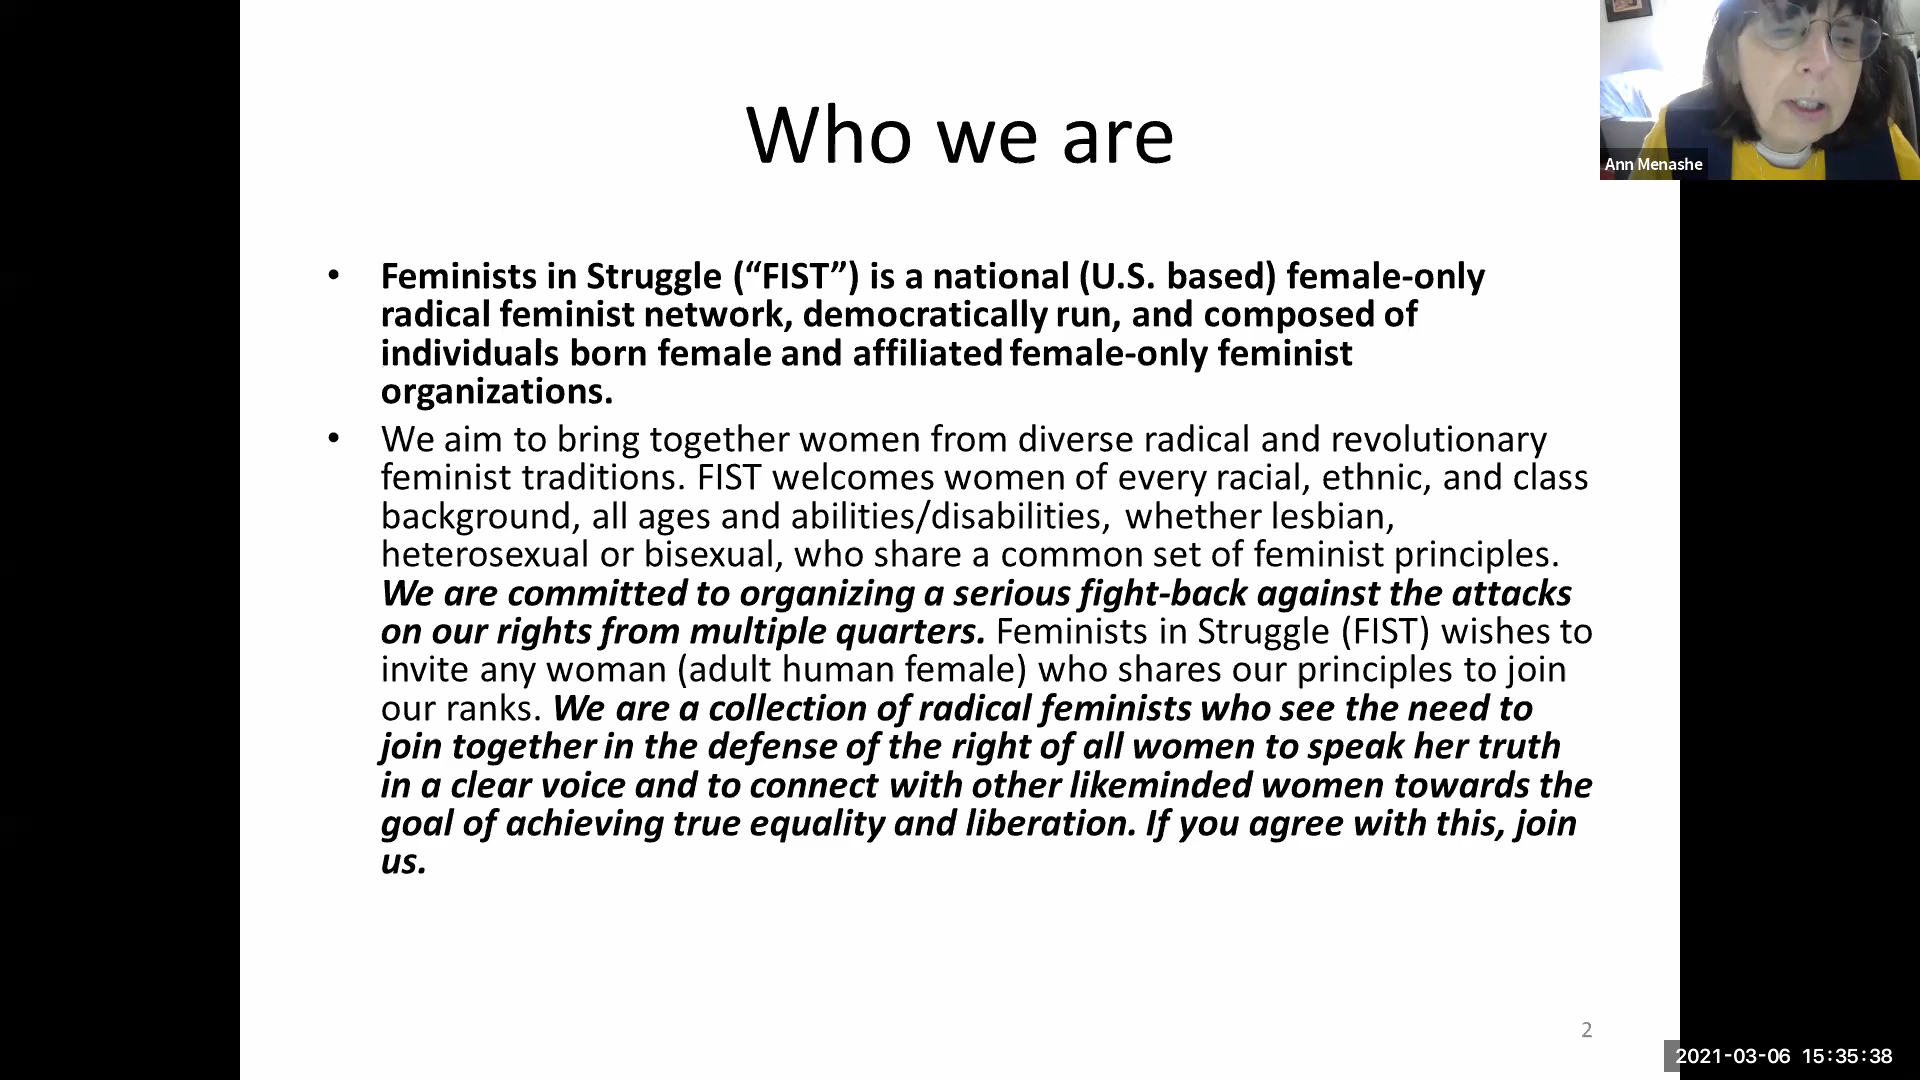 Who we are
Ann Menashe
• Feminists in Struggle (“FIST”) is a national (U.S. based) female-only
radical feminist network, democratically run, and composed of
individuals born female and affiliated female-only feminist
organizations.
• We aim to bring together women from diverse radical and revolutionary
feminist traditions. FIST welcomes women of every racial, ethnic, and class
background, all ages and abilities/disabilities, whether lesbian,
heterosexual or bisexual, who share a common set of feminist principles.
We are committed to organizing a serious fight-back against the attacks
on our rights from multiple quarters. Feminists in Struggle (FIST) wishes to
invite any woman (adult human female) who shares our principles to join
our ranks. We are a collection of radical feminists who see the need to
join together in the defense of the right of all women to speak her truth
in a clear voice and to connect with other likeminded women towards the
goal of achieving true equality and liberation. If you agree with this, join
us.
2
2021-03-06 15:35:38